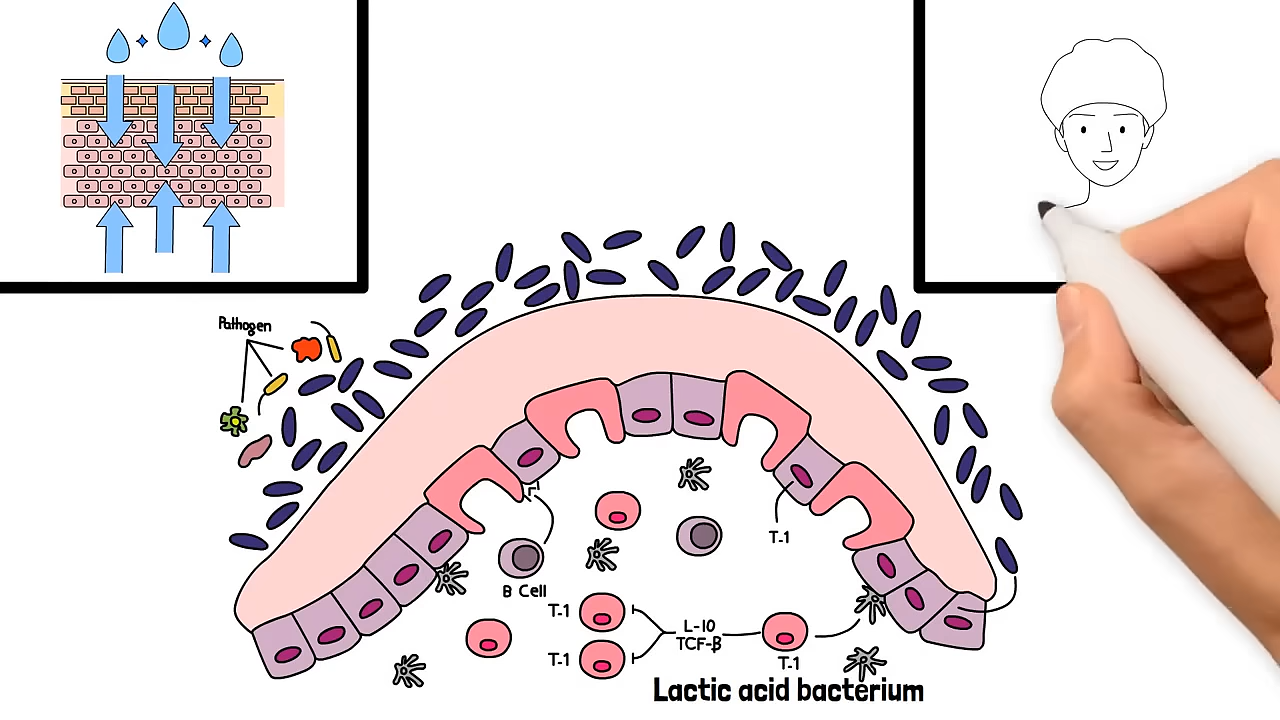 Pathogen
T-1
B Cell
T-1
L-10
TCF-β
T-1
T-1
Lactic acid bacterium